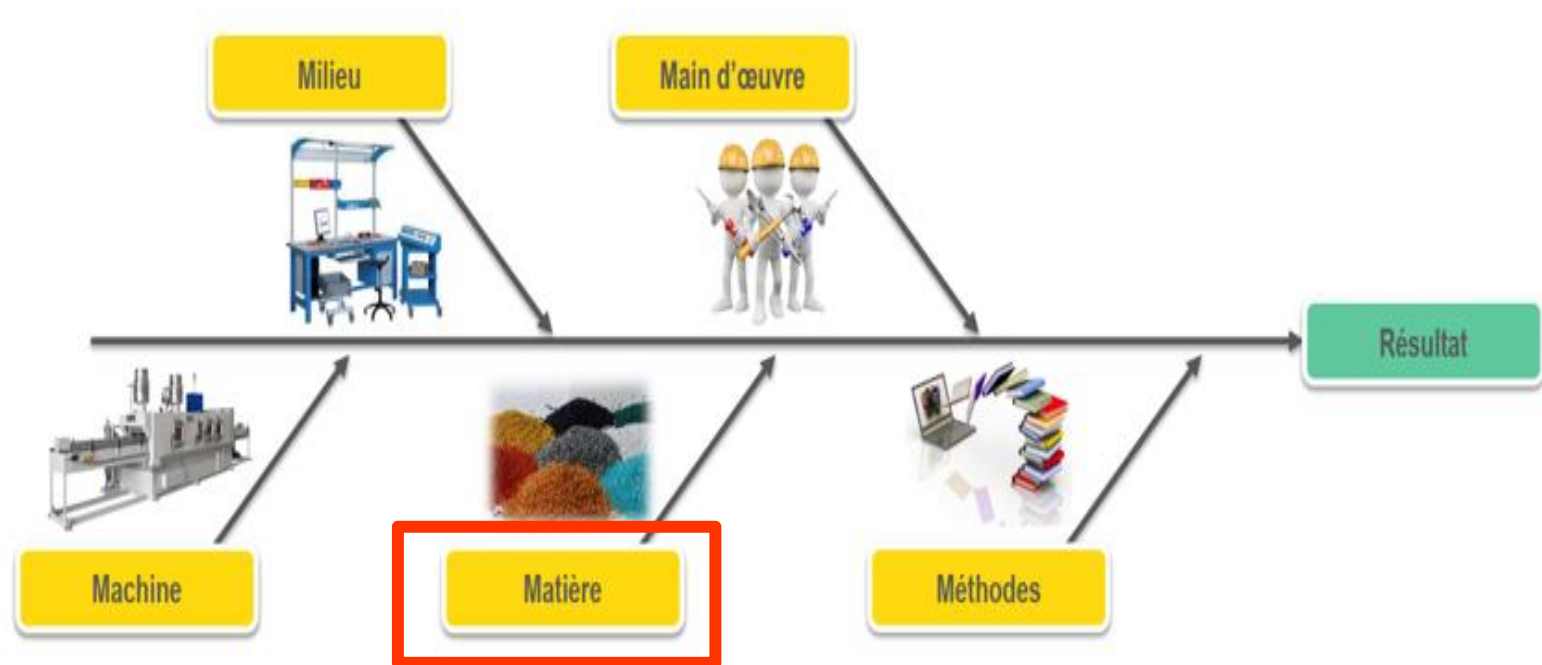 Milieu
Main d'œuvre
Résultat
Machine
Matière
Méthodes